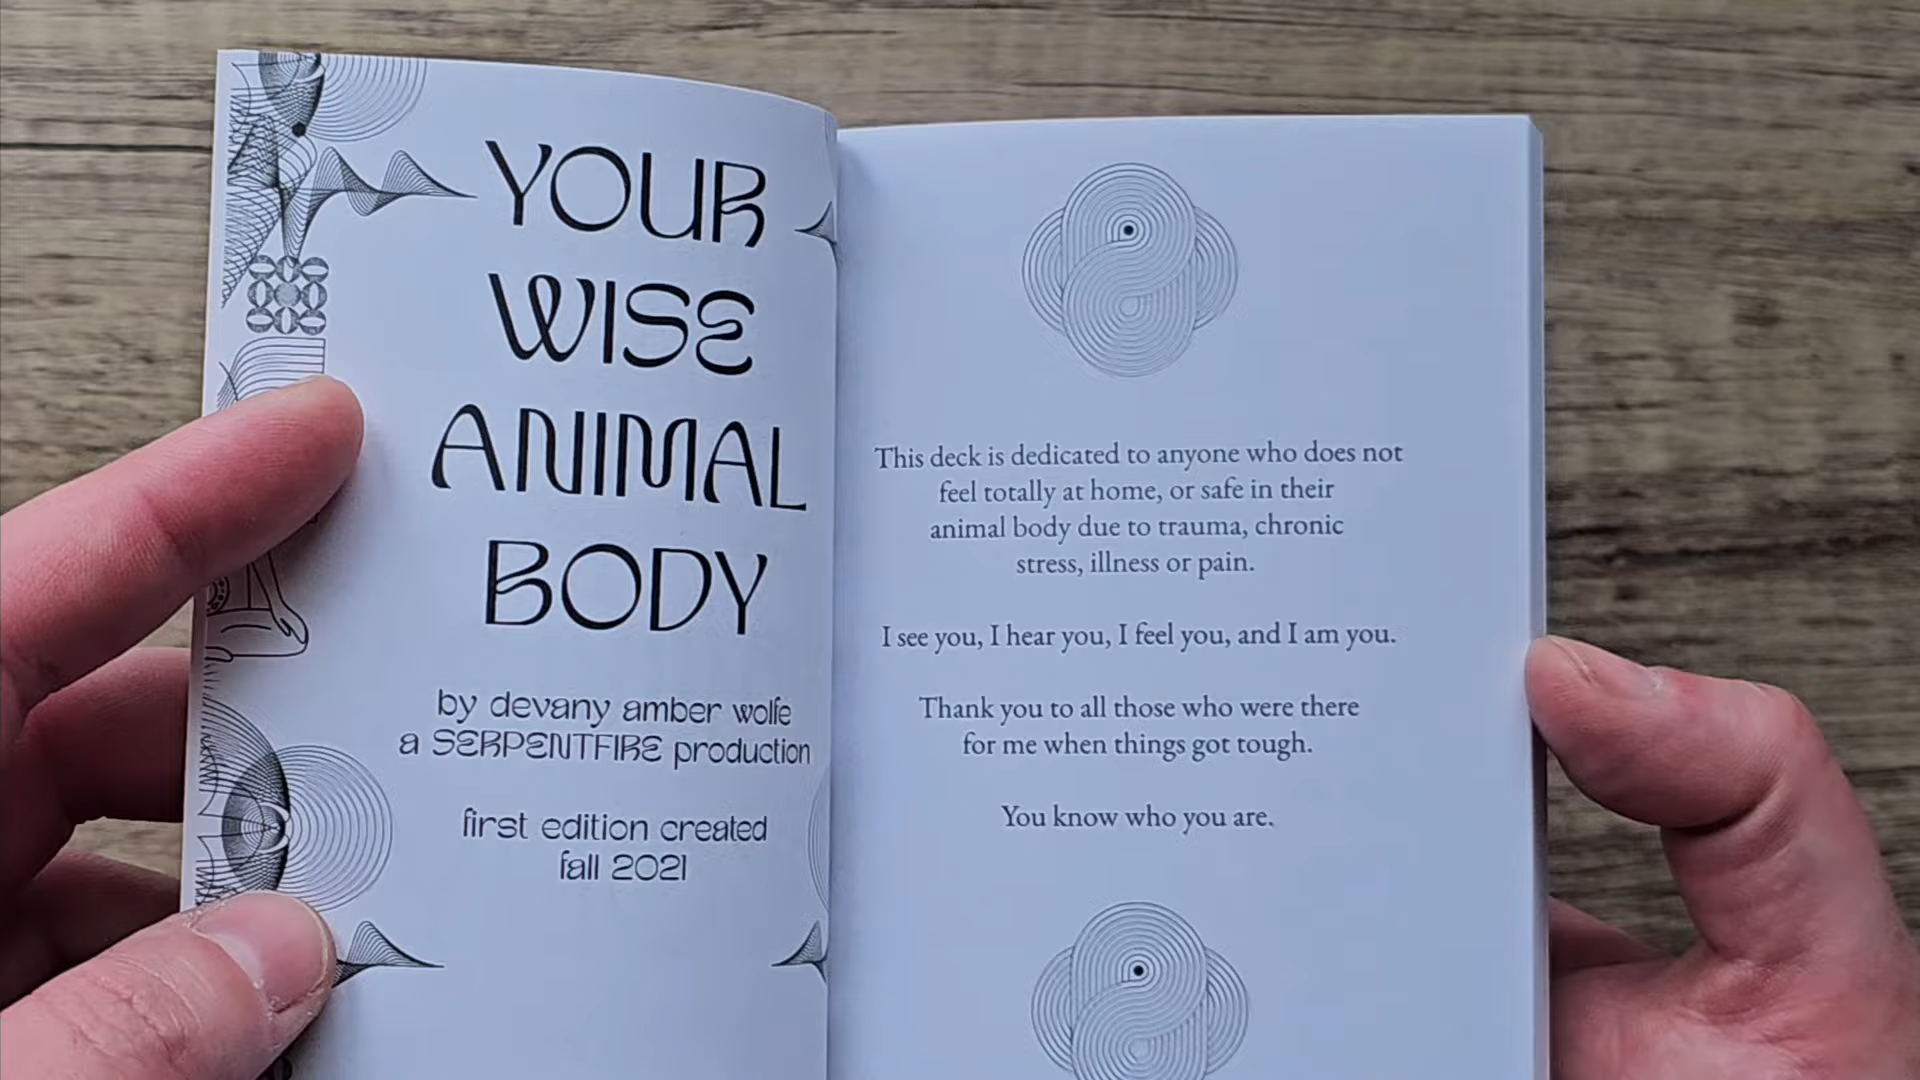 YOUR
WISE
ANIMAL
BODY
by devany amber wolfe
a SERPENTFIRE production
first edition created
fall 2021
This deck is dedicated to anyone who does not
feel totally at home, or safe in their
animal body due to trauma, chronic
stress, illness or pain.
I see you, I hear you, I feel you, and I am you.
Thank you to all those who were there
for me when things got tough.
You know who you are.